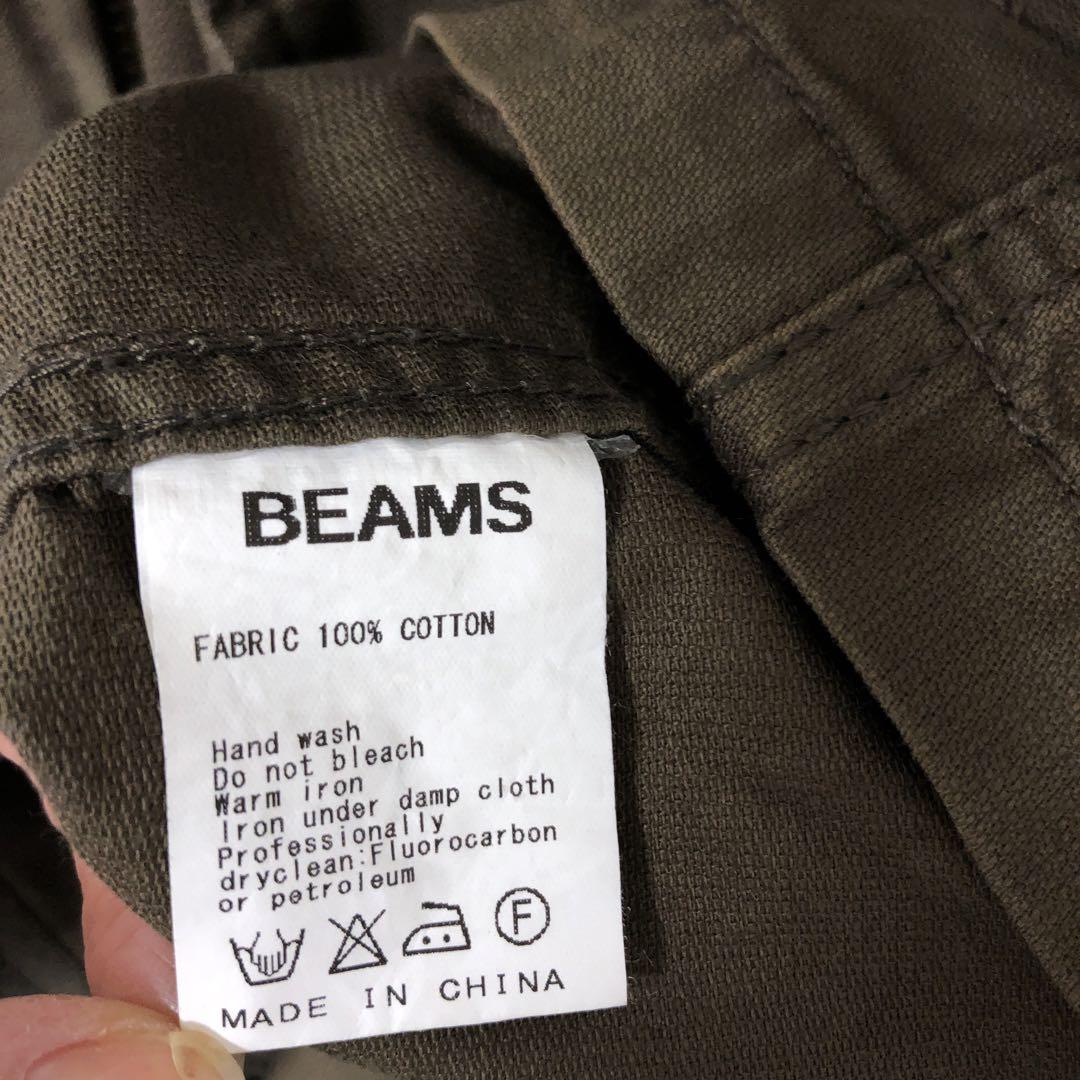 BEAMS
FABRIC 100% COTTON
Hand wash
Do not bleach
Warm iron
Iron under damp cloth
Professionally
dryclean:Fluorocarbon
or petroleum
F
MADE IN CHINA